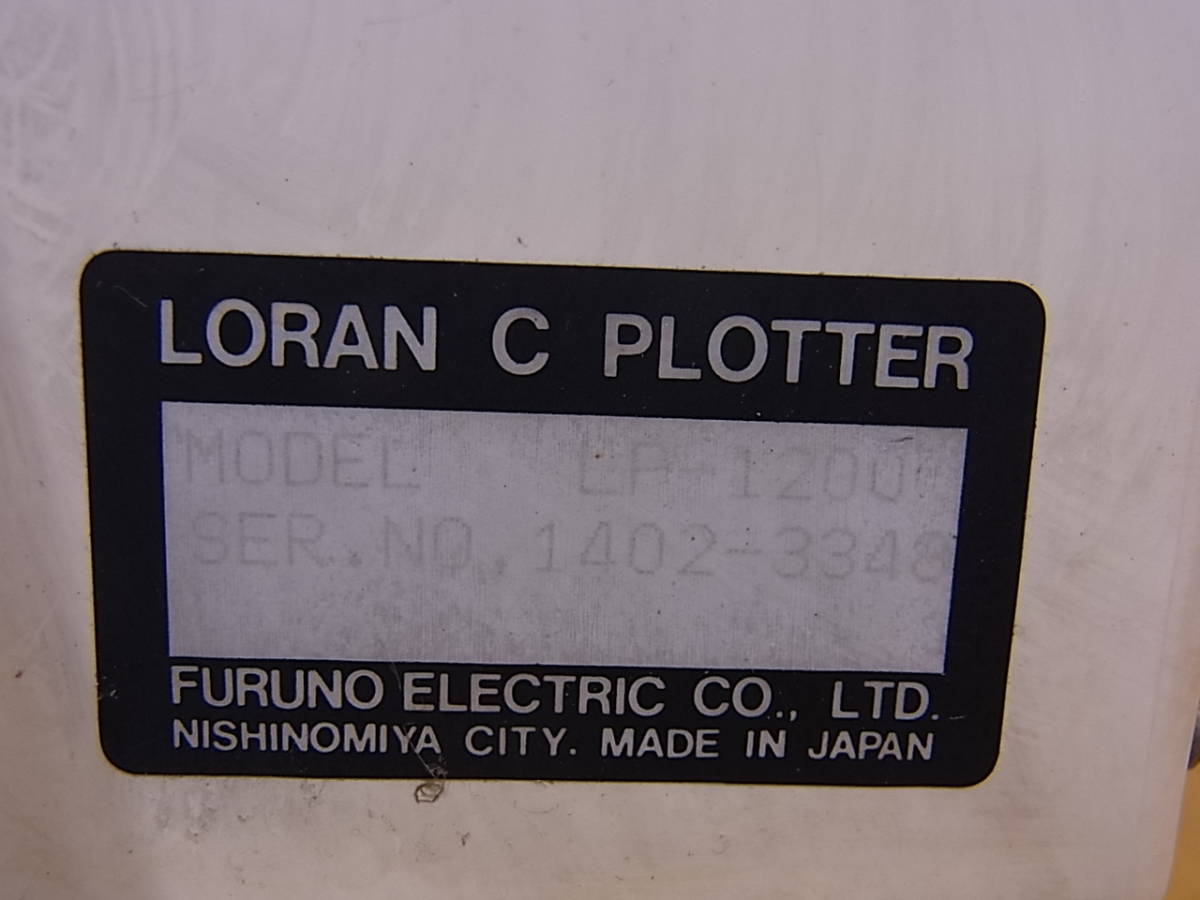 LORAN C PLOTTER
MODEL
SER.NO.1402-3348
FURUNO ELECTRIC CO., LTD.
NISHINOMIYA CITY. MADE IN JAPAN